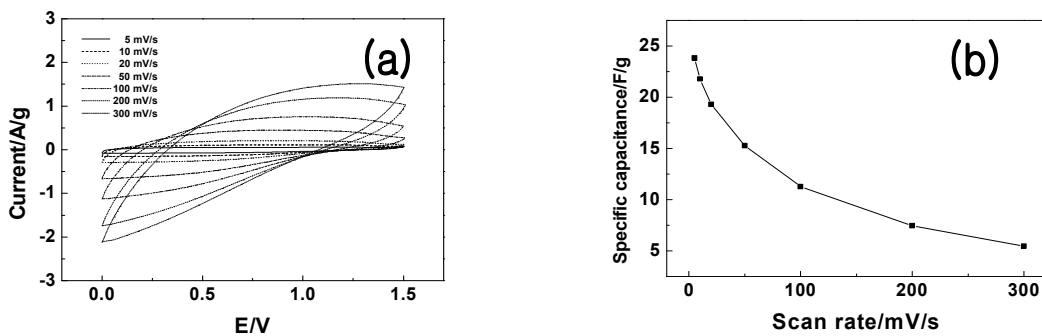 (a)
3
2
1
0
-1
-2
-3
Current/A/g
5 mV/s
10 mV/s
20 mV/s
50 mV/s
100 mV/s
200 mV/s
300 mV/s
0.0 0.5 1.0 1.5
E/V
(b)
25
20
15
10
5
Specific capacitance/F/g
0 100 200 300
Scan rate/mV/s